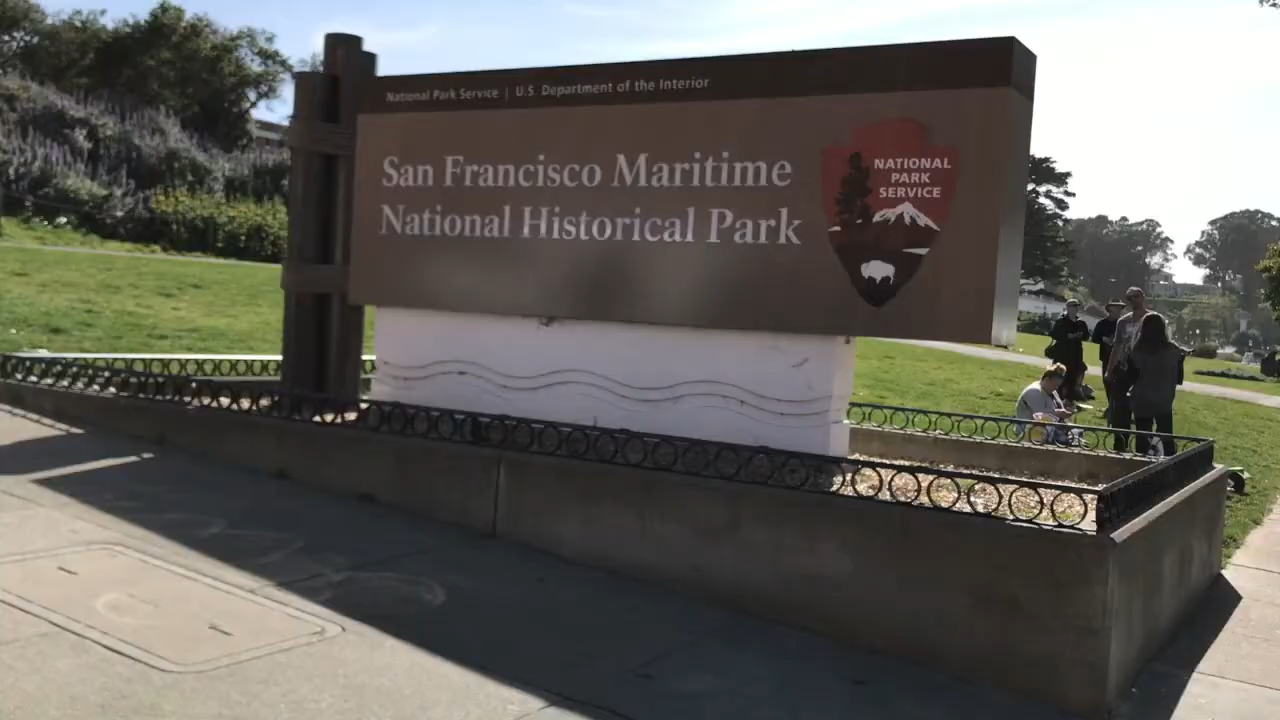 National Park Service | U.S. Department of the Interior
San Francisco Maritime
National Historical Park
NATIONAL
PARK
SERVICE